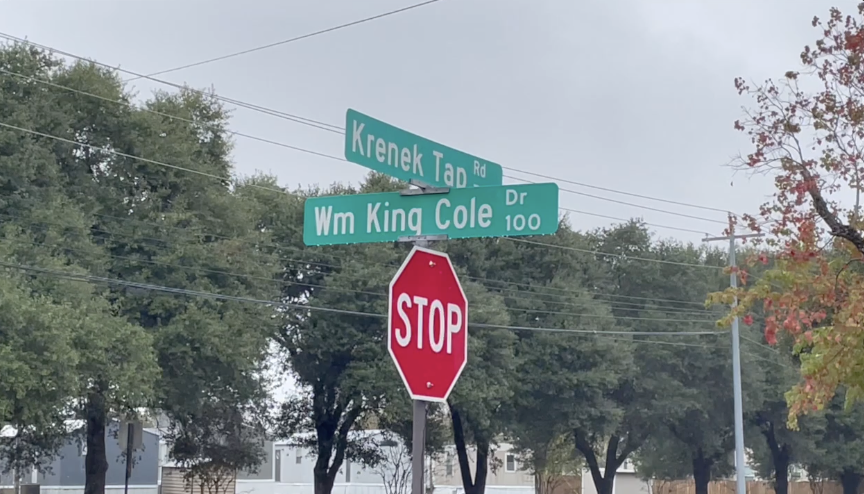 Krenek Tap Rd
Wm King Cole Dr
100
STOP